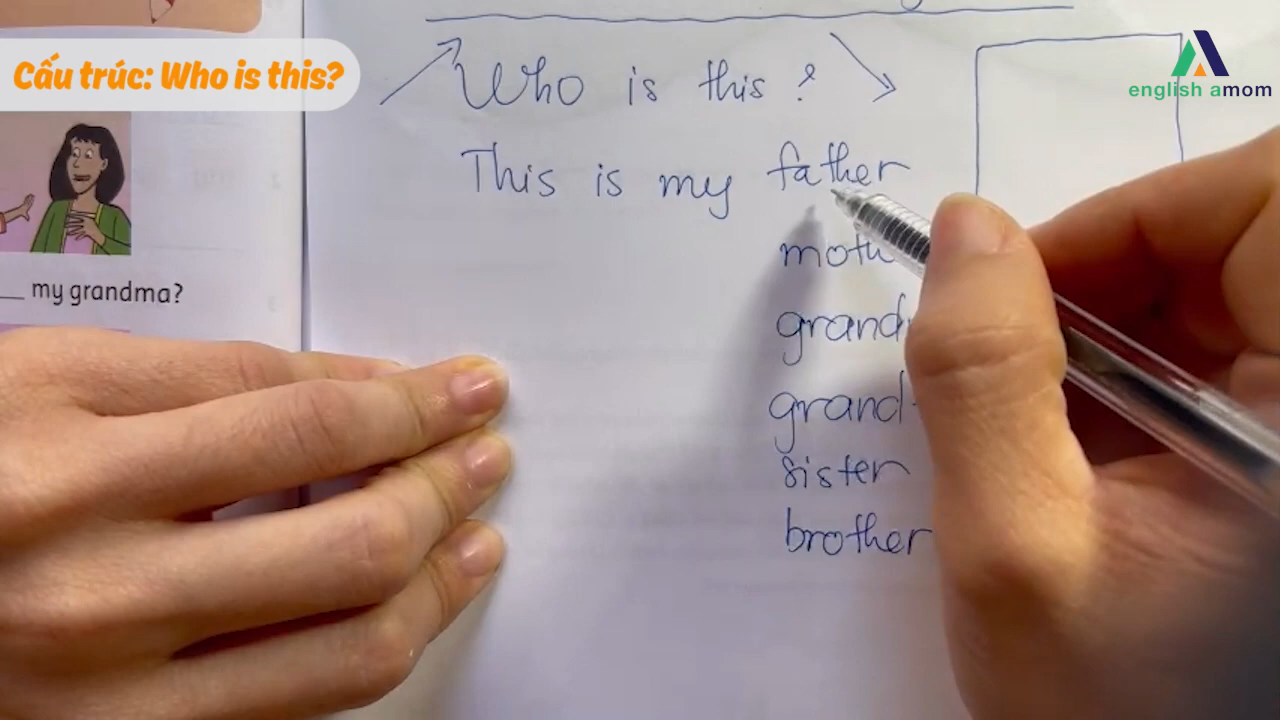 Cấu trúc: Who is this?
english amom
Who is this?
This is my father
my grandma?
sister
brother